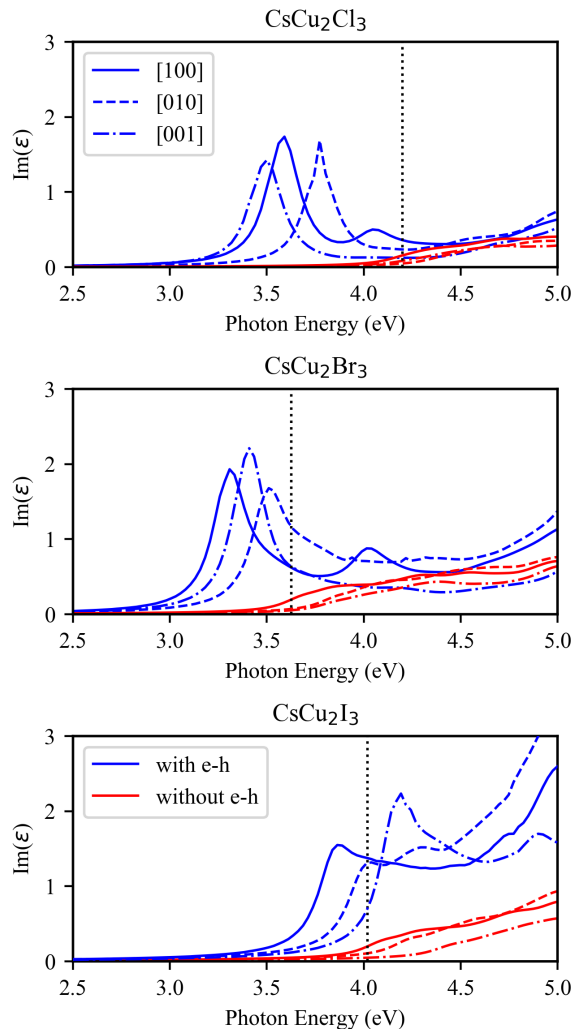 CsCu₂Cl₃
3
2
1
0
Im(ε)
[100]
[010]
[001]
2.5 3.0 3.5 4.0 4.5 5.0
Photon Energy (eV)
CsCu₂Br₃
3
2
1
0
Im(ε)
2.5 3.0 3.5 4.0 4.5 5.0
Photon Energy (eV)
CsCu₂I₃
3
2
1
0
Im(ε)
with e-h
without e-h
2.5 3.0 3.5 4.0 4.5 5.0
Photon Energy (eV)